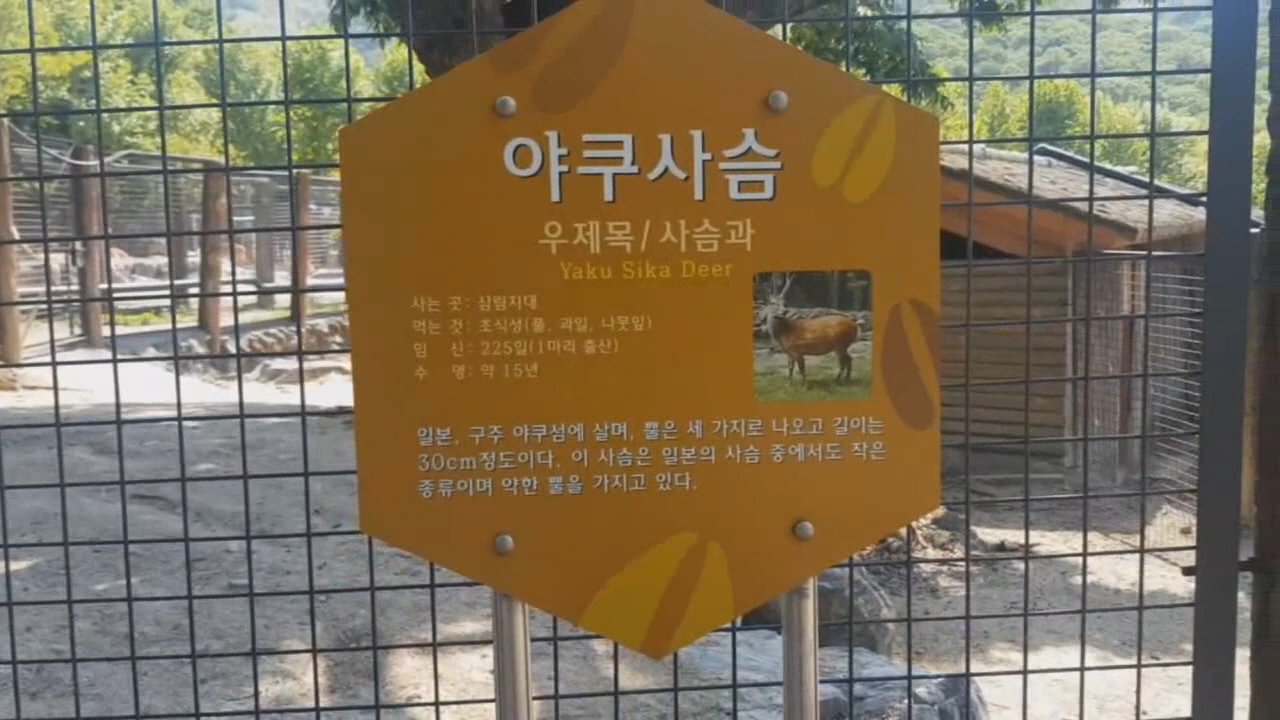 야쿠사슴
우제목/사슴과
Yaku Sika Deer
사는 곳: 삼림지대
먹는 것: 초식성(풀, 과일, 나뭇잎)
임 신: 225일(1마리 출산)
수 명: 약 15년
일본, 구주 야쿠섬에 살며, 뿔은 세 가지로 나오고 길이는
30cm정도이다. 이 사슴은 일본의 사슴 중에서도 작은
종류이며 약한 뿔을 가지고 있다.